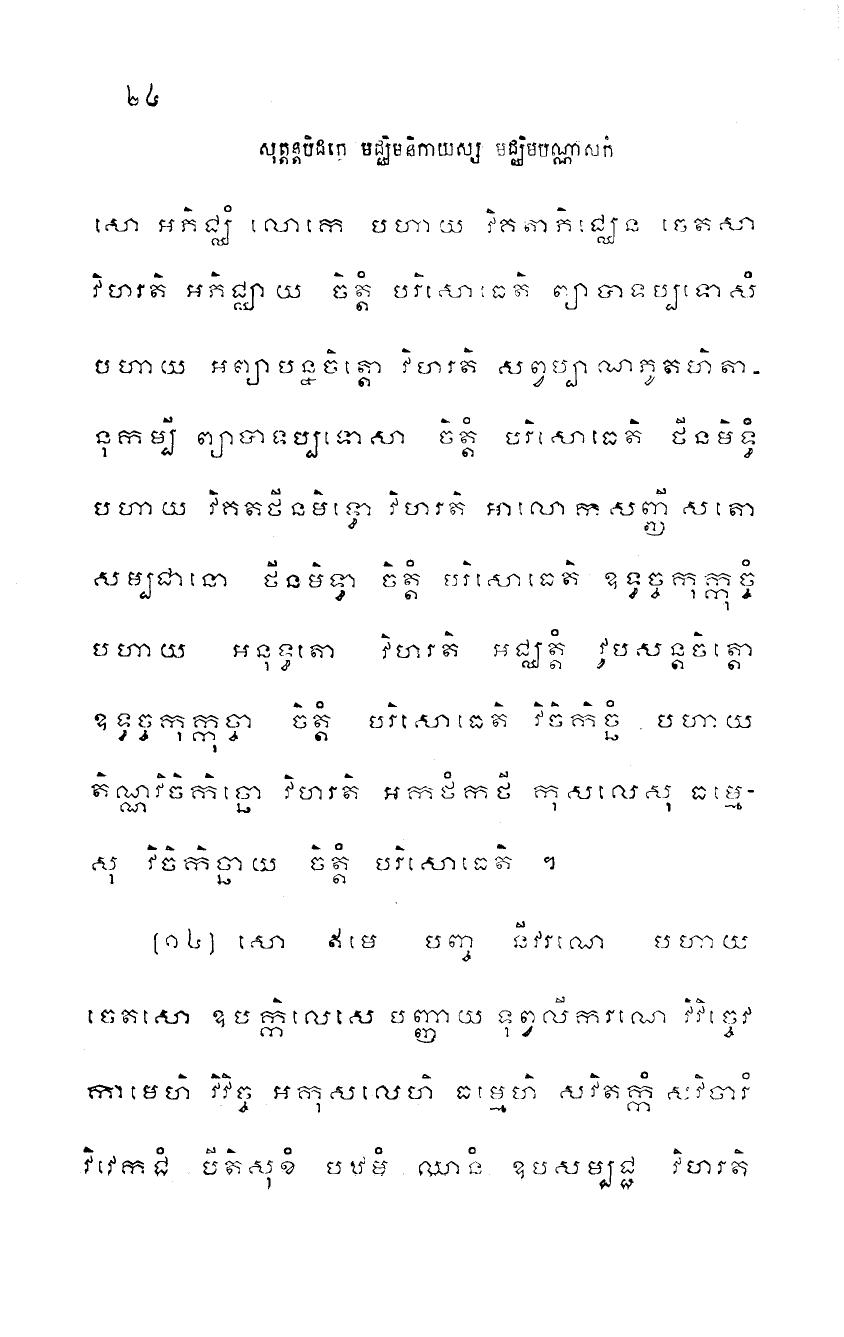 ២៤
សុត្តន្តបិដកេ មជ្ឈិមនិកាយស្ស មជ្ឈិមបណ្ណាសកំ
សោ អភិជ្ឈំ លោកេ បហាយ វិគតាភិជ្ឈេន ចេតសា
វិហរតិ អភិជ្ឈាយ ចិត្តំ បរិសោធេតិ ព្យាបាទប្បទោសំ
បហាយ អព្យាបន្នចិត្តោ វិហរតិ សព្វប្បាណភូតហិតា-
នុកម្បី ព្យាបាទប្បទោសា ចិត្តំ បរិសោធេតិ ថីនមិទ្ធំ
បហាយ វិគតថីនមិទ្ធោ វិហរតិ អាលោកសញ្ញី សតោ
សម្បជានោ ថីនមិទ្ធា ចិត្តំ បរិសោធេតិ ឧទ្ធច្ចកុក្កុច្ចំ
បហាយ អនុទ្ធតោ វិហរតិ អជ្ឈត្តំ វូបសន្តចិត្តោ
ឧទ្ធច្ចកុក្កុច្ចា ចិត្តំ បរិសោធេតិ វិចិកិច្ឆំ បហាយ
តិណ្ណវិចិកិច្ឆោ វិហរតិ អកថំកថី កុសលេសុ ធម្មេ-
សុ វិចិកិច្ឆាយ ចិត្តំ បរិសោធេតិ ។
[១៤] សោ ឥមេ បញ្ច នីវរណេ បហាយ
ចេតសោ ឧបក្កិលេសេ បញ្ញាយ ទុព្វលីករណេ វិវិច្ចេវ
កាមេហិ វិវិច្ច អកុសលេហិ ធម្មេហិ សវិតក្កំ សវិចារំ
វិវេកជំ បីតិសុខំ បឋមំ ឈានំ ឧបសម្បជ្ជ វិហរតិ